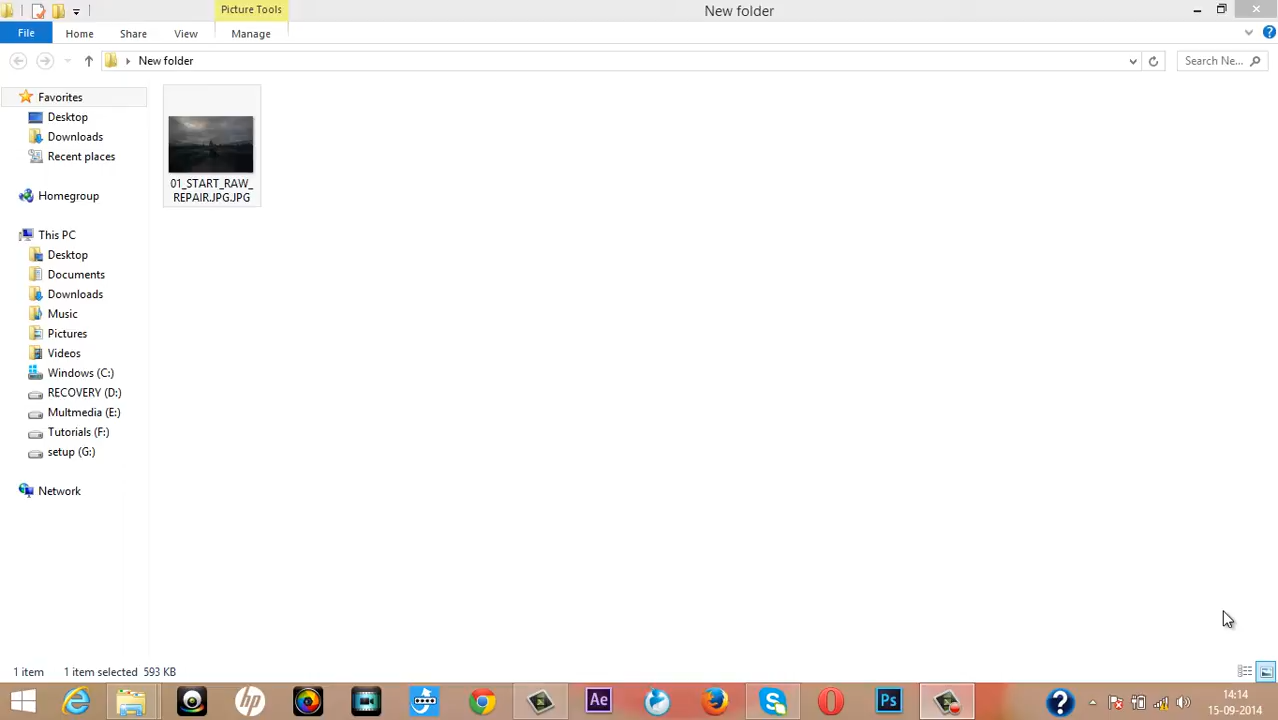 Picture Tools
New folder
File
Home
Share
View
Manage
New folder
Search Ne...
Favorites
Desktop
Downloads
Recent places
Homegroup
This PC
Desktop
Documents
Downloads
Music
Pictures
Videos
Windows (C:)
RECOVERY (D:)
Multmedia (E:)
Tutorials (F:)
setup (G:)
Network
01_START_RAW_
REPAIR.JPG.JPG
1 item
1 item selected 593 KB
hp
Ae
Ps
14:14
15-09-2014